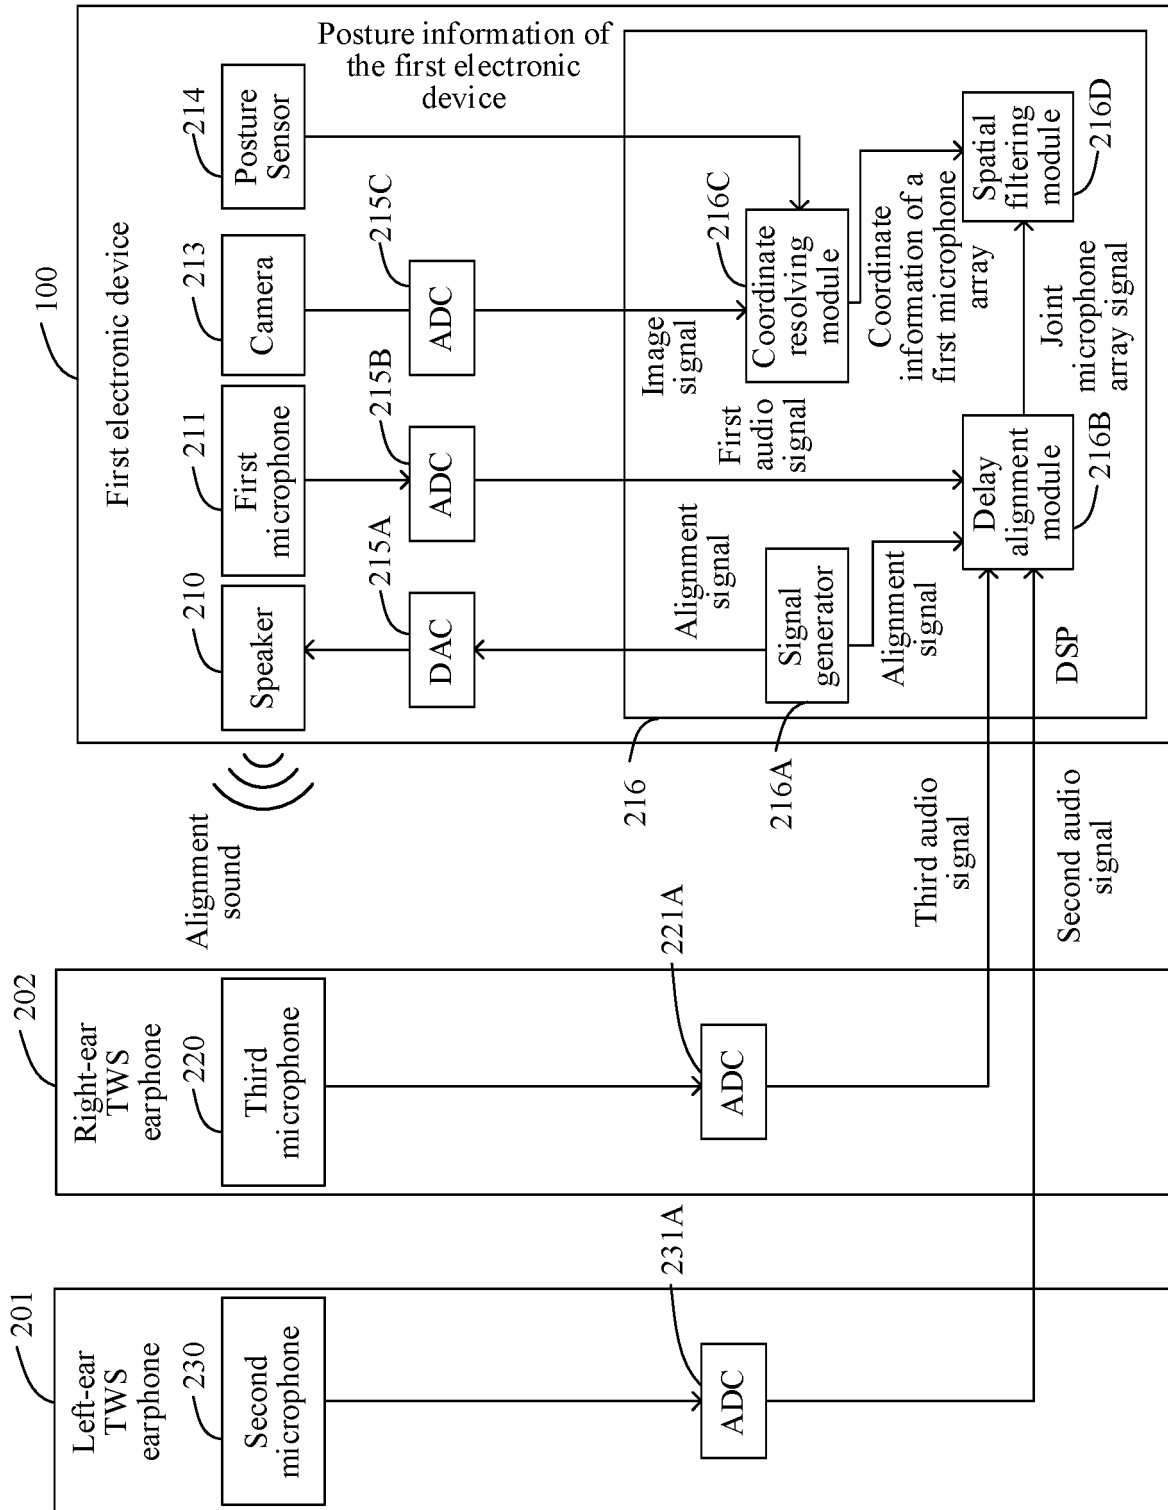 201
Left-ear
TWS
earphone
230
Second
microphone
231A
ADC
202
Right-ear
TWS
earphone
220
Third
microphone
221A
ADC
Alignment
sound
Third audio
signal
Second audio
signal
100
First electronic device
210
Speaker
211
First
microphone
213
Camera
214
Posture
Sensor
215A
DAC
215B
ADC
215C
ADC
Posture information of
the first electronic
device
216
Alignment
signal
First
audio
signal
Image
signal
216A
Signal
generator
216C
Coordinate
resolving
module
Alignment
signal
Coordinate
information of a
first microphone
array
Delay
alignment
module
216B
Spatial
filtering
module
216D
Joint
microphone
array signal
DSP